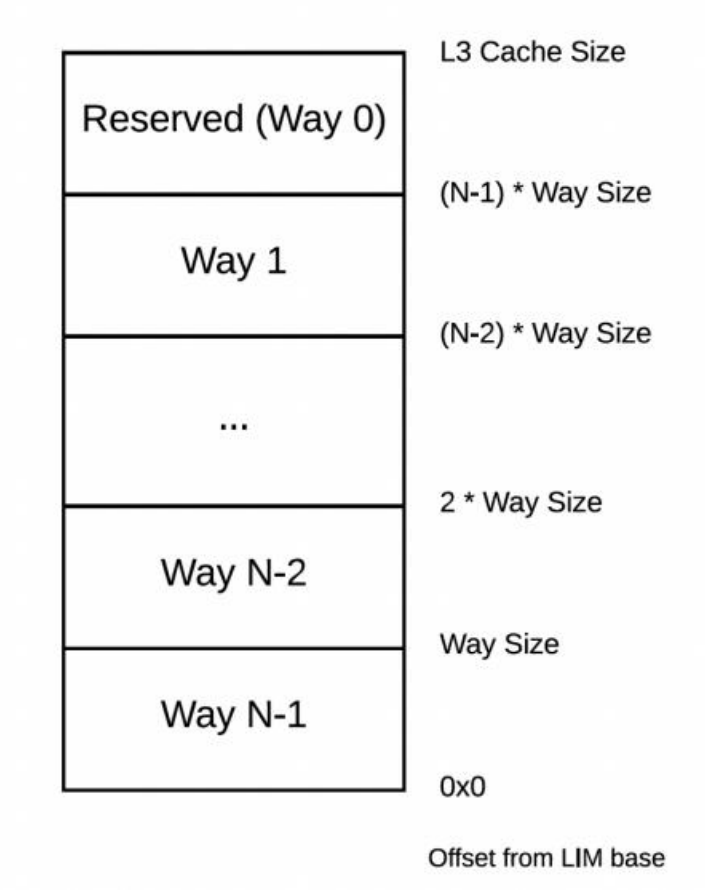 L3 Cache Size
Reserved (Way 0)
(N-1) * Way Size
Way 1
(N-2) * Way Size
...
2 * Way Size
Way N-2
Way Size
Way N-1
0x0
Offset from LIM base